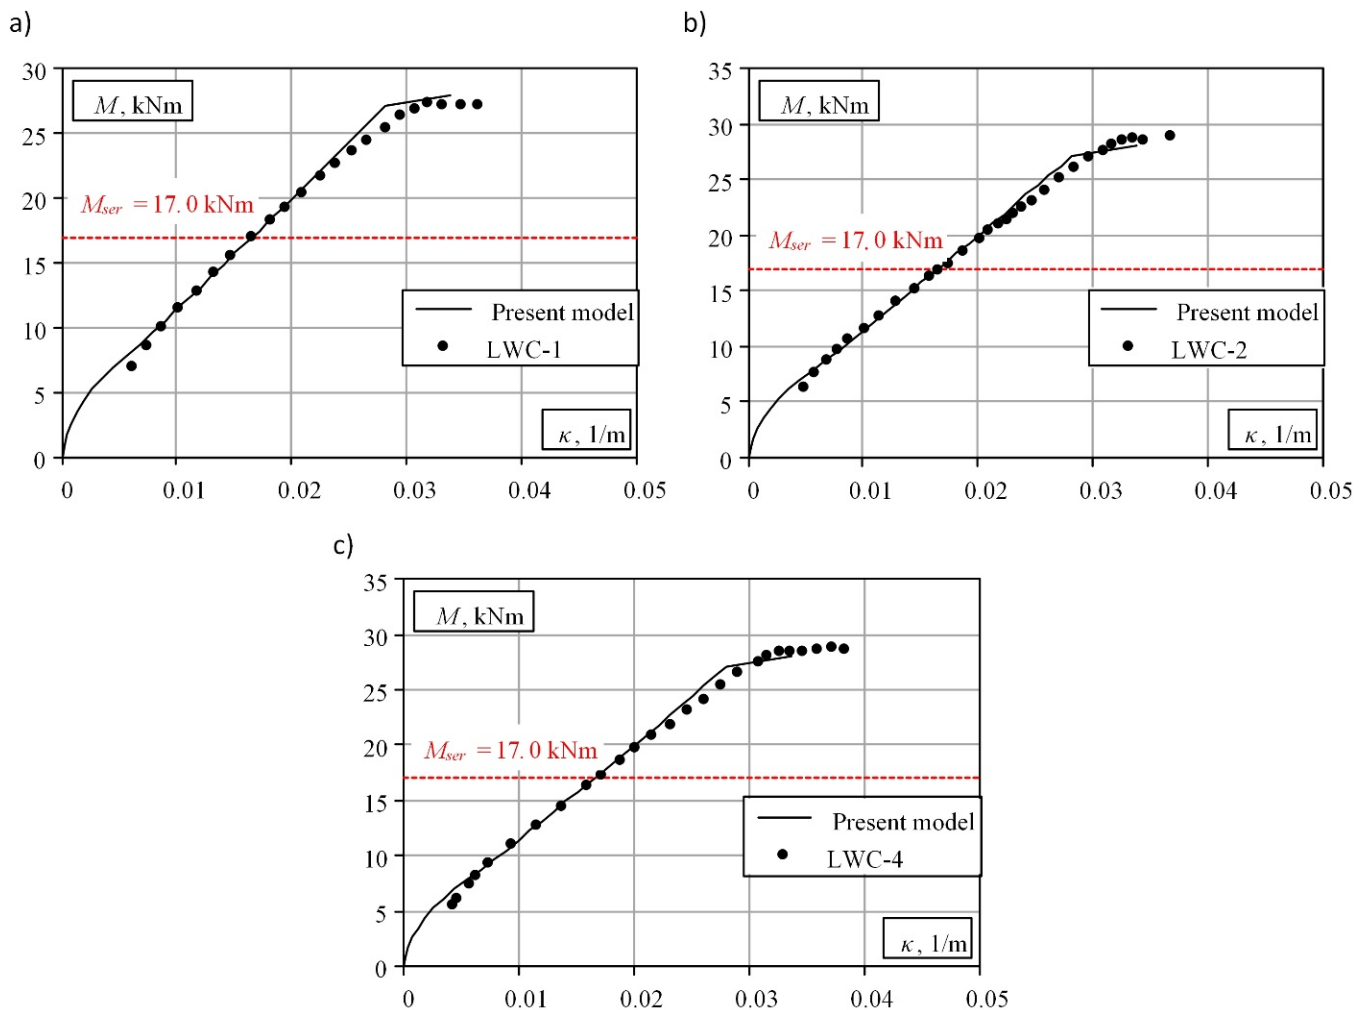 a)
30
25
20
15
10
5
0
M, kNm
M_ser = 17.0 kNm
Present model
LWC-1
κ, 1/m
0 0.01 0.02 0.03 0.04 0.05
b)
35
30
25
20
15
10
5
0
M, kNm
M_ser = 17.0 kNm
Present model
LWC-2
κ, 1/m
0 0.01 0.02 0.03 0.04 0.05
c)
35
30
25
20
15
10
5
0
M, kNm
M_ser = 17.0 kNm
Present model
LWC-4
κ, 1/m
0 0.01 0.02 0.03 0.04 0.05